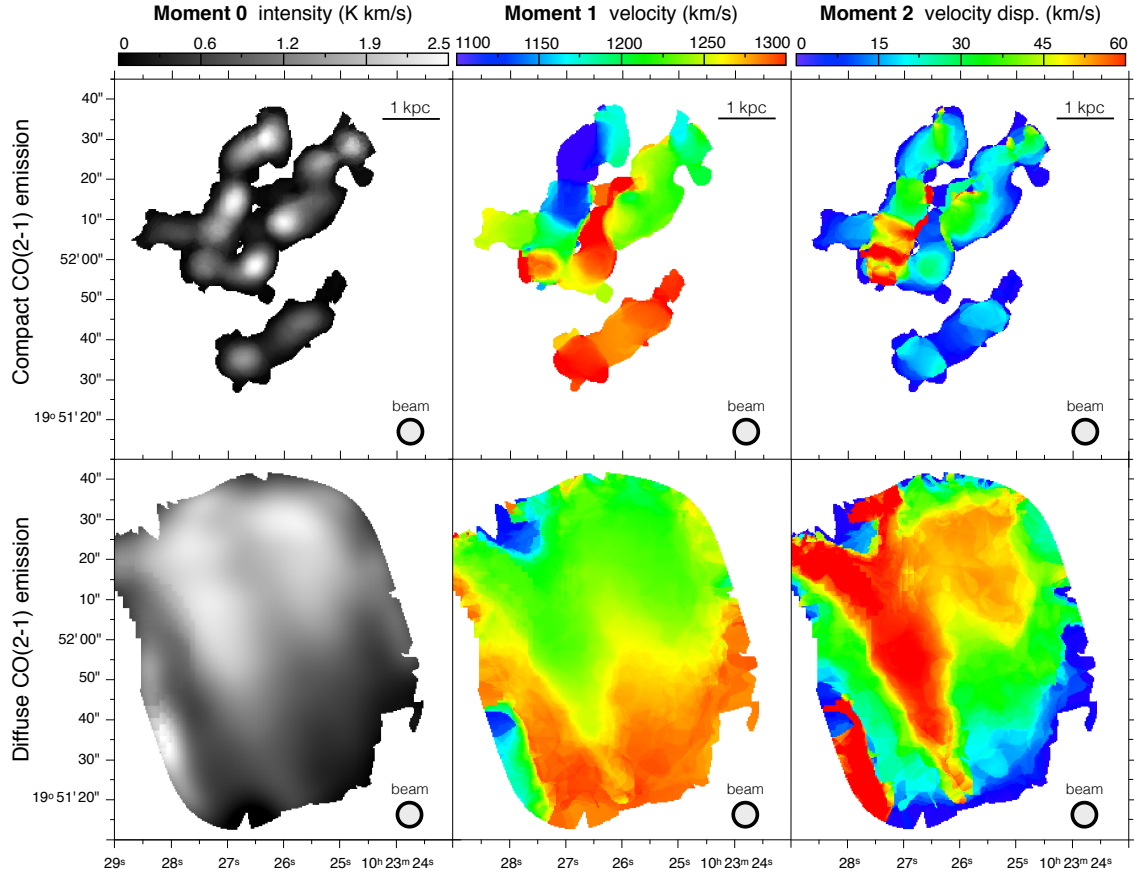 Moment 0 intensity (K km/s) Moment 1 velocity (km/s) Moment 2 velocity disp. (km/s)
0 0.6 1.2 1.9 2.5 1100 1150 1200 1250 1300 0 15 30 45 60
Compact CO(2-1) emission
40" 1 kpc 1 kpc 1 kpc
30"
20"
10"
52' 00"
50"
40"
30"
19º 51' 20"
beam beam beam
Diffuse CO(2-1) emission
40"
30"
20"
10"
52' 00"
50"
40"
30"
19º 51' 20"
beam beam beam
29s 28s 27s 26s 25s 10h 23m 24s 28s 27s 26s 25s 10h 23m 24s 28s 27s 26s 25s 10h 23m 24s